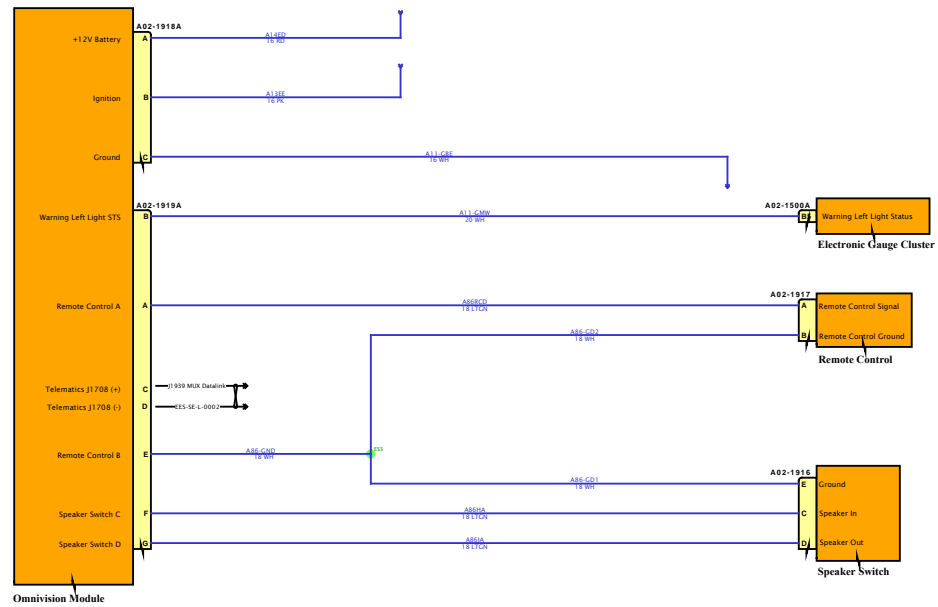 A02-1918A
+12V Battery A A14ED
16 RD
Ignition B A13EE
16 PK
Ground C A11-GBE
16 WH
A02-1919A
Warning Left Light STS B A11-GMW
20 WH
A02-1500A
Warning Left Light Status
Electronic Gauge Cluster
Remote Control A A A86RCD
18 LTGN
A02-1917
A Remote Control Signal
A86-GD2
18 WH
B Remote Control Ground
Remote Control
Telematics J1708 (+) C J1939 MUX Datalink
Telematics J1708 (-) D EES-SE-L-0002
Remote Control B E A86-GND
18 WH
A86-GD1
18 WH
A02-1916
E Ground
Speaker Switch C F A86HA
18 LTGN
C Speaker In
Speaker Switch D G A86JA
18 LTGN
D Speaker Out
Speaker Switch
Omnivision Module